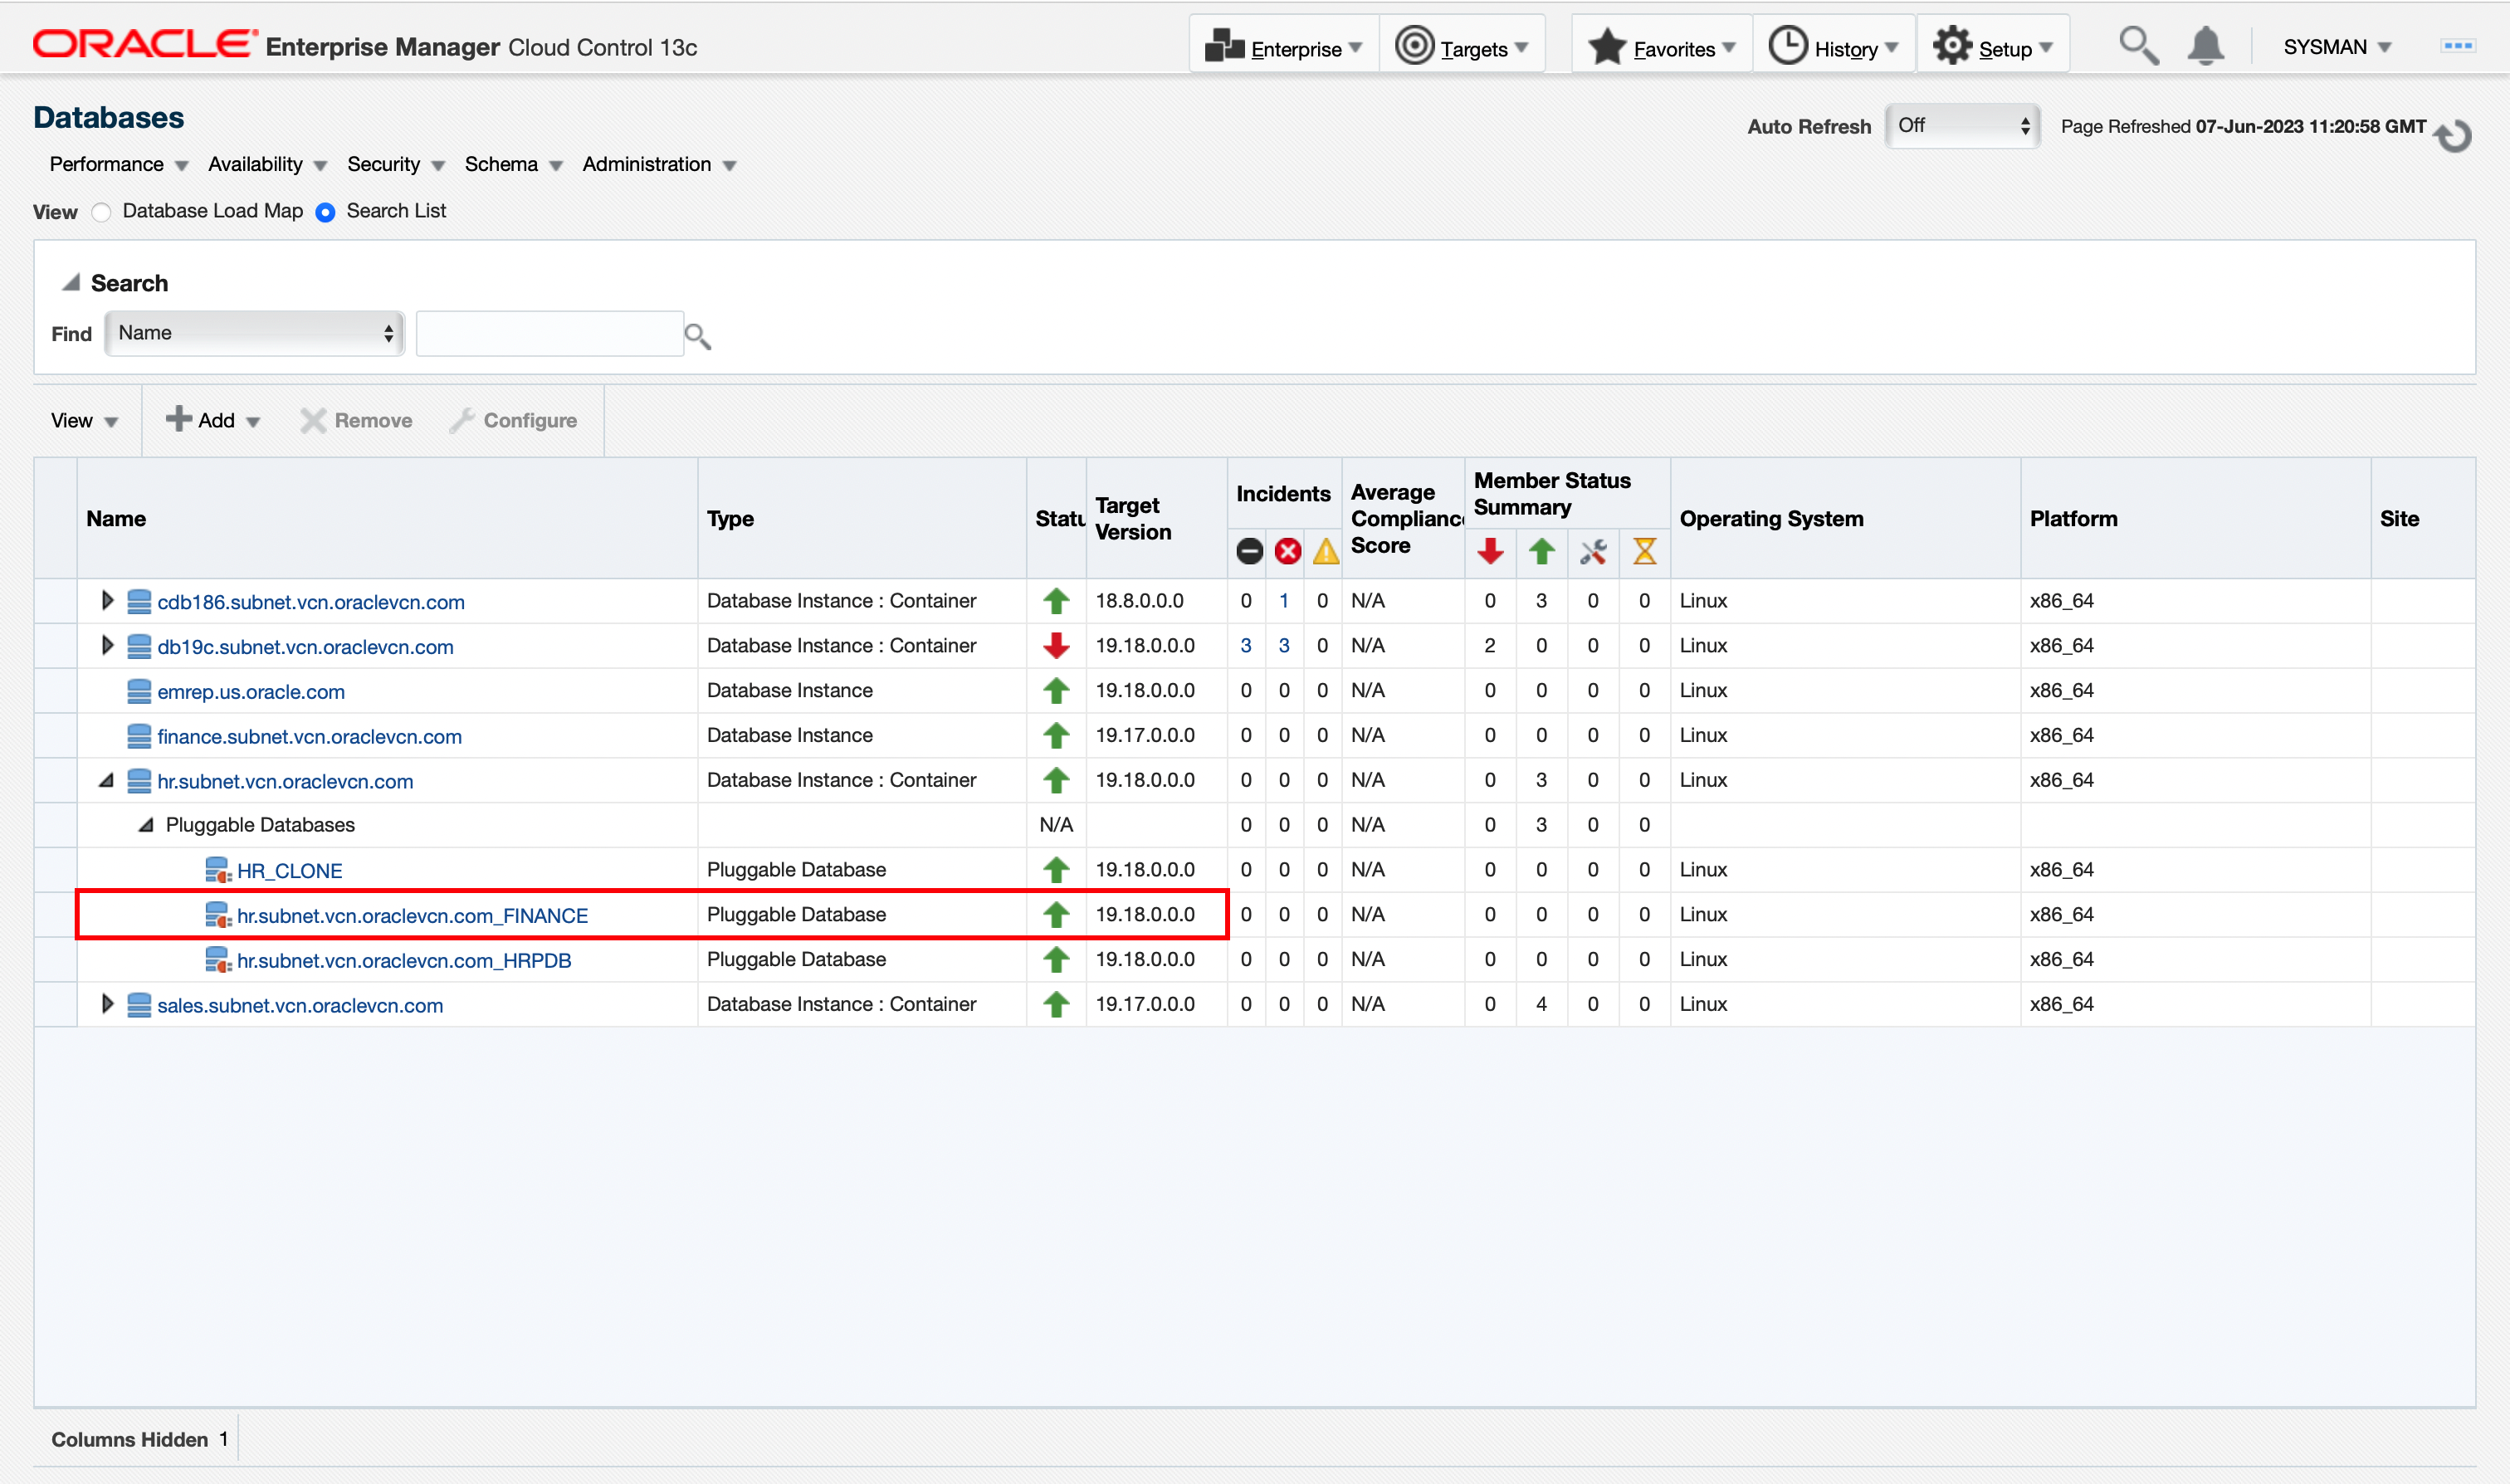 ORACLE Enterprise Manager Cloud Control 13c
Enterprise Targets Favorites History Setup SYSMAN
Databases
Auto Refresh Off Page Refreshed 07-Jun-2023 11:20:58 GMT
Performance Availability Security Schema Administration
View Database Load Map Search List
Search
Find Name
View Add Remove Configure
Name Type Statu Target Version Incidents Average Compliance Score Member Status Summary Operating System Platform Site
cdb186.subnet.vcn.oraclevcn.com Database Instance : Container 18.8.0.0.0 0 1 0 N/A 0 3 0 0 Linux x86_64
db19c.subnet.vcn.oraclevcn.com Database Instance : Container 19.18.0.0.0 3 3 0 N/A 2 0 0 0 Linux x86_64
emrep.us.oracle.com Database Instance 19.18.0.0.0 0 0 0 N/A 0 0 0 0 Linux x86_64
finance.subnet.vcn.oraclevcn.com Database Instance 19.17.0.0.0 0 0 0 N/A 0 0 0 0 Linux x86_64
hr.subnet.vcn.oraclevcn.com Database Instance : Container 19.18.0.0.0 0 0 0 N/A 0 3 0 0 Linux x86_64
Pluggable Databases N/A 0 0 0 N/A 0 3 0 0
HR_CLONE Pluggable Database 19.18.0.0.0 0 0 0 N/A 0 0 0 0 Linux x86_64
hr.subnet.vcn.oraclevcn.com_FINANCE Pluggable Database 19.18.0.0.0 0 0 0 N/A 0 0 0 0 Linux x86_64
hr.subnet.vcn.oraclevcn.com_HRPDB Pluggable Database 19.18.0.0.0 0 0 0 N/A 0 0 0 0 Linux x86_64
sales.subnet.vcn.oraclevcn.com Database Instance : Container 19.17.0.0.0 0 0 0 N/A 0 4 0 0 Linux x86_64
Columns Hidden 1